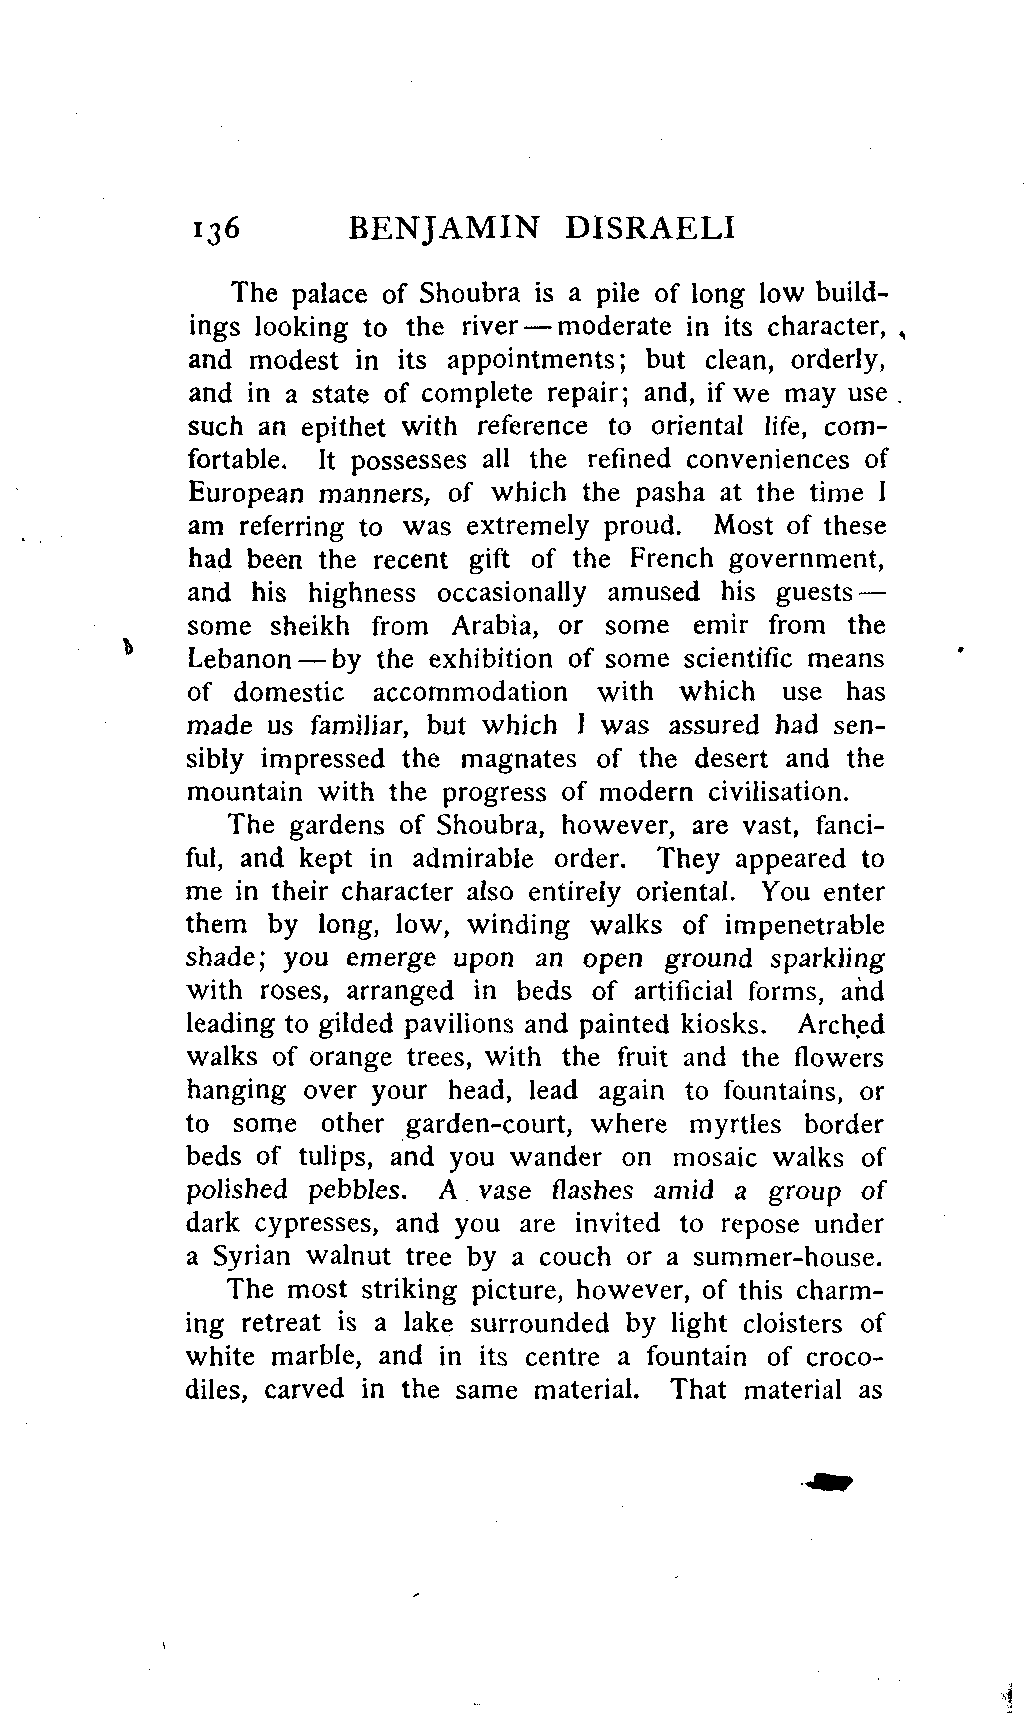 136 BENJAMIN DISRAELI
The palace of Shoubra is a pile of long low build-
ings looking to the river—moderate in its character,
and modest in its appointments; but clean, orderly,
and in a state of complete repair; and, if we may use
such an epithet with reference to oriental life, com-
fortable. It possesses all the refined conveniences of
European manners, of which the pasha at the time I
am referring to was extremely proud. Most of these
had been the recent gift of the French government,
and his highness occasionally amused his guests—
some sheikh from Arabia, or some emir from the
Lebanon—by the exhibition of some scientific means
of domestic accommodation with which use has
made us familiar, but which I was assured had sen-
sibly impressed the magnates of the desert and the
mountain with the progress of modern civilisation.
The gardens of Shoubra, however, are vast, fanci-
ful, and kept in admirable order. They appeared to
me in their character also entirely oriental. You enter
them by long, low, winding walks of impenetrable
shade; you emerge upon an open ground sparkling
with roses, arranged in beds of artificial forms, and
leading to gilded pavilions and painted kiosks. Arched
walks of orange trees, with the fruit and the flowers
hanging over your head, lead again to fountains, or
to some other garden-court, where myrtles border
beds of tulips, and you wander on mosaic walks of
polished pebbles. A vase flashes amid a group of
dark cypresses, and you are invited to repose under
a Syrian walnut tree by a couch or a summer-house.
The most striking picture, however, of this charm-
ing retreat is a lake surrounded by light cloisters of
white marble, and in its centre a fountain of croco-
diles, carved in the same material. That material as